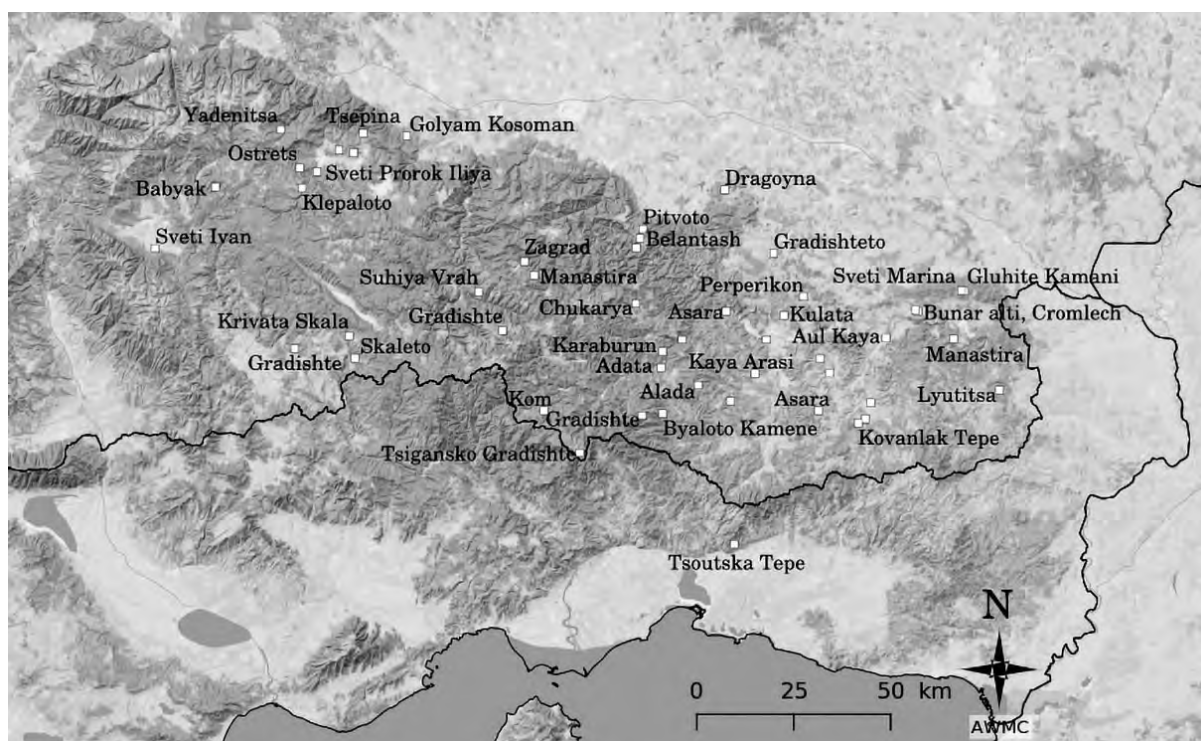 Yadenitsa
Tsepina
Golyam Kosoman
Ostrets
Sveti Prorok Iliya
Babyak
Klepaloto
Dragoyna
Pitvoto
Sveti Ivan
Belantash
Gradishteto
Zagrad
Suhiya Vrah
Manastira
Sveti Marina
Gluhite Kamani
Perperikon
Chukarya
Asara
Kulata
Bunar alti, Cromlech
Gradishte
Krivata Skala
Aul Kaya
Karaburun
Skaleto
Manastira
Gradishte
Adata
Kaya Arasi
Alada
Asara
Lyutitsa
Kom
Gradishte
Byaloto Kamene
Kovanlak Tepe
Tsigansko Gradishte
Tsoutska Tepe
N
0 25 50 km
AWMC